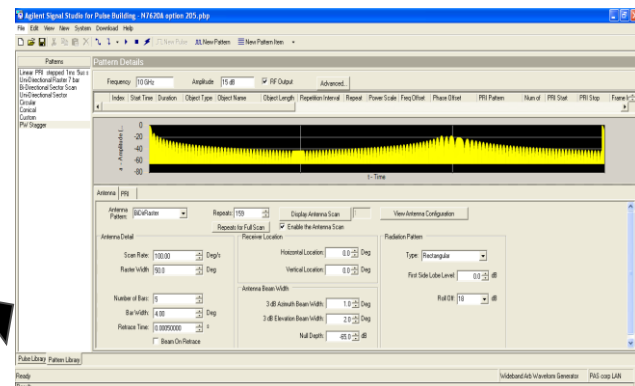 Agilent Signal Studio for Pulse Building - N7620A option 205.pbp
File Edit View New System Download Help
New Pulse New Pattern New Pattern Item
Patterns
Pattern Details
Linear PRI stepped 1ms 5us s
Uni-Directional Raster 7 bar
Bi-Directional Sector Scan
Uni-Directional Sector
Circular
Conical
Custom
PW Stagger
Frequency 10 GHz Amplitude 15 dB RF Output Advanced...
Index Start Time Duration Object Type Object Name Object Length Repetition Interval Repeat Power Scale Freq Offset Phase Offset PRI Pattern Num of PRI Start PRI Stop Frame
0
-20
-40
-60
-80
t - Time
Antenna PRI
Antenna Pattern: BiDirRaster Repeats: 159 Display Antenna Scan 1 View Antenna Configuration
Repeats for Full Scan Enable the Antenna Scan
Antenna Detail Receiver Location Radiation Pattern
Scan Rate: 100.00 Deg/s Horizontal Location: 0.0 Deg Type: Rectangular
Raster Width: 50.0 Deg Vertical Location: 0.0 Deg First Side Lobe Level: 0.0 dB
Number of Bars: 5 Antenna Beam Width Roll Off: 18 dB
Bar Width: 4.00 Deg 3 dB Azimuth Beam Width: 1.0 Deg
Retrace Time: 0.00050000 s 3 dB Elevation Beam Width: 2.0 Deg
Beam On Retrace Null Depth: -65.0 dB
Pulse Library Pattern Library
Ready Wideband Arb Waveform Generator PAS-corp LAN